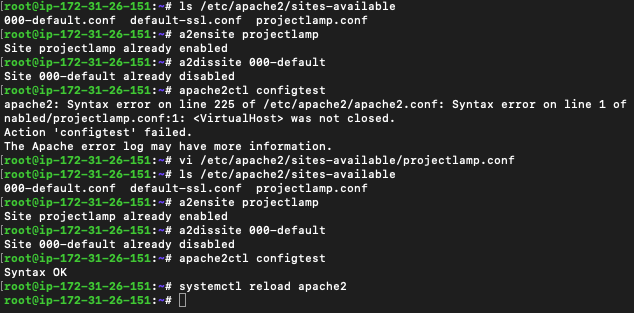 [root@ip-172-31-26-151:~# ls /etc/apache2/sites-available
000-default.conf  default-ssl.conf  projectlamp.conf
[root@ip-172-31-26-151:~# a2ensite projectlamp
Site projectlamp already enabled
[root@ip-172-31-26-151:~# a2dissite 000-default
Site 000-default already disabled
[root@ip-172-31-26-151:~# apache2ctl configtest
apache2: Syntax error on line 225 of /etc/apache2/apache2.conf: Syntax error on line 1 of
nabled/projectlamp.conf:1: <VirtualHost> was not closed.
Action 'configtest' failed.
The Apache error log may have more information.
[root@ip-172-31-26-151:~# vi /etc/apache2/sites-available/projectlamp.conf
[root@ip-172-31-26-151:~# ls /etc/apache2/sites-available
000-default.conf  default-ssl.conf  projectlamp.conf
[root@ip-172-31-26-151:~# a2ensite projectlamp
Site projectlamp already enabled
[root@ip-172-31-26-151:~# a2dissite 000-default
Site 000-default already disabled
[root@ip-172-31-26-151:~# apache2ctl configtest
Syntax OK
[root@ip-172-31-26-151:~# systemctl reload apache2
root@ip-172-31-26-151:~#